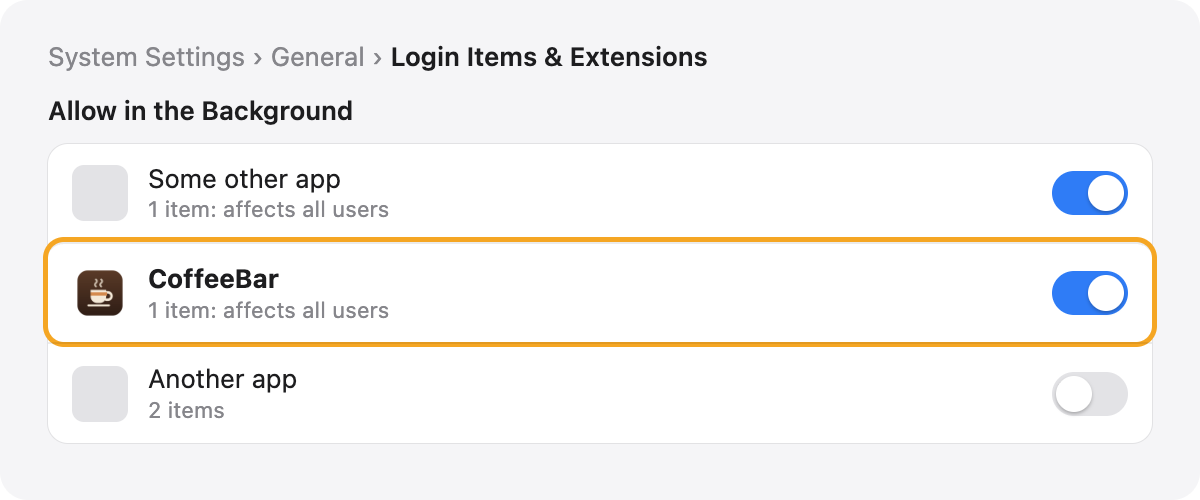 System Settings › General › Login Items & Extensions
Allow in the Background
Some other app
1 item: affects all users
CoffeeBar
1 item: affects all users
Another app
2 items